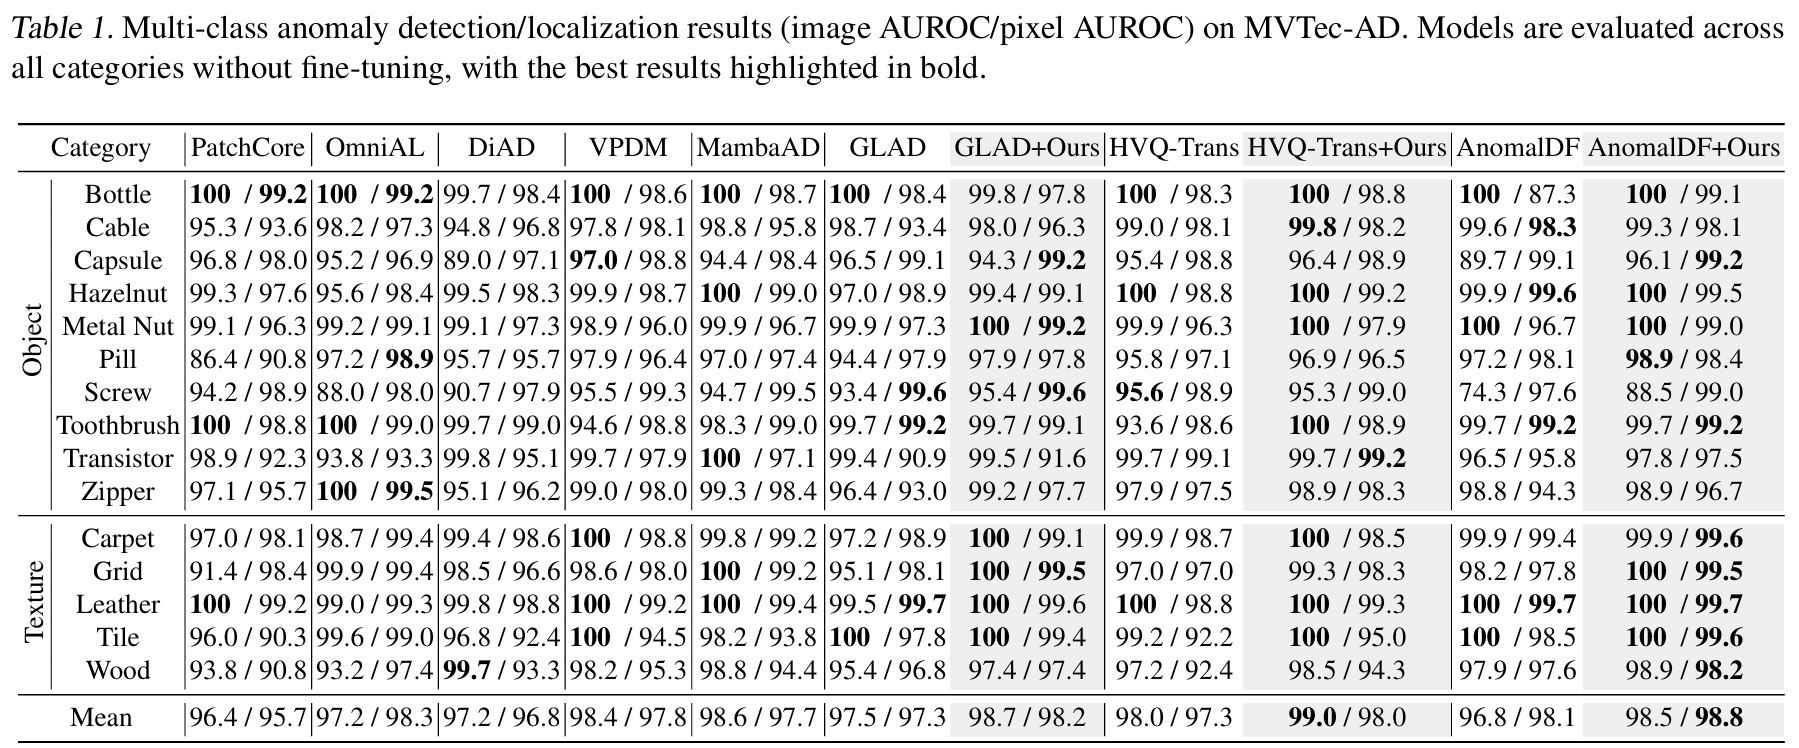 Table 1. Multi-class anomaly detection/localization results (image AUROC/pixel AUROC) on MVTec-AD. Models are evaluated across
all categories without fine-tuning, with the best results highlighted in bold.
Category PatchCore OmniAL DiAD VPDM MambaAD GLAD GLAD+Ours HVQ-Trans HVQ-Trans+Ours AnomalDF AnomalDF+Ours
Object
Bottle 100 / 99.2 100 / 99.2 99.7 / 98.4 100 / 98.6 100 / 98.7 100 / 98.4 99.8 / 97.8 100 / 98.3 100 / 98.8 100 / 87.3 100 / 99.1
Cable 95.3 / 93.6 98.2 / 97.3 94.8 / 96.8 97.8 / 98.1 98.8 / 95.8 98.7 / 93.4 98.0 / 96.3 99.0 / 98.1 99.8 / 98.2 99.6 / 98.3 99.3 / 98.1
Capsule 96.8 / 98.0 95.2 / 96.9 89.0 / 97.1 97.0 / 98.8 94.4 / 98.4 96.5 / 99.1 94.3 / 99.2 95.4 / 98.8 96.4 / 98.9 89.7 / 99.1 96.1 / 99.2
Hazelnut 99.3 / 97.6 95.6 / 98.4 99.5 / 98.3 99.9 / 98.7 100 / 99.0 97.0 / 98.9 99.4 / 99.1 100 / 98.8 100 / 99.2 99.9 / 99.6 100 / 99.5
Metal Nut 99.1 / 96.3 99.2 / 99.1 99.1 / 97.3 98.9 / 96.0 99.9 / 96.7 99.9 / 97.3 100 / 99.2 99.9 / 96.3 100 / 97.9 100 / 96.7 100 / 99.0
Pill 86.4 / 90.8 97.2 / 98.9 95.7 / 95.7 97.9 / 96.4 97.0 / 97.4 94.4 / 97.9 97.9 / 97.8 95.8 / 97.1 96.9 / 96.5 97.2 / 98.1 98.9 / 98.4
Screw 94.2 / 98.9 88.0 / 98.0 90.7 / 97.9 95.5 / 99.3 94.7 / 99.5 93.4 / 99.6 95.4 / 99.6 95.6 / 98.9 95.3 / 99.0 74.3 / 97.6 88.5 / 99.0
Toothbrush 100 / 98.8 100 / 99.0 99.7 / 99.0 94.6 / 98.8 98.3 / 99.0 99.7 / 99.2 99.7 / 99.1 93.6 / 98.6 100 / 98.9 99.7 / 99.2 99.7 / 99.2
Transistor 98.9 / 92.3 93.8 / 93.3 99.8 / 95.1 99.7 / 97.9 100 / 97.1 99.4 / 90.9 99.5 / 91.6 99.7 / 99.1 99.7 / 99.2 96.5 / 95.8 97.8 / 97.5
Zipper 97.1 / 95.7 100 / 99.5 95.1 / 96.2 99.0 / 98.0 99.3 / 98.4 96.4 / 93.0 99.2 / 97.7 97.9 / 97.5 98.9 / 98.3 98.8 / 94.3 98.9 / 96.7
Texture
Carpet 97.0 / 98.1 98.7 / 99.4 99.4 / 98.6 100 / 98.8 99.8 / 99.2 97.2 / 98.9 100 / 99.1 99.9 / 98.7 100 / 98.5 99.9 / 99.4 99.9 / 99.6
Grid 91.4 / 98.4 99.9 / 99.4 98.5 / 96.6 98.6 / 98.0 100 / 99.2 95.1 / 98.1 100 / 99.5 97.0 / 97.0 99.3 / 98.3 98.2 / 97.8 100 / 99.5
Leather 100 / 99.2 99.0 / 99.3 99.8 / 98.8 100 / 99.2 100 / 99.4 99.5 / 99.7 100 / 99.6 100 / 98.8 100 / 99.3 100 / 99.7 100 / 99.7
Tile 96.0 / 90.3 99.6 / 99.0 96.8 / 92.4 100 / 94.5 98.2 / 93.8 100 / 97.8 100 / 99.4 99.2 / 92.2 100 / 95.0 100 / 98.5 100 / 99.6
Wood 93.8 / 90.8 93.2 / 97.4 99.7 / 93.3 98.2 / 95.3 98.8 / 94.4 95.4 / 96.8 97.4 / 97.4 97.2 / 92.4 98.5 / 94.3 97.9 / 97.6 98.9 / 98.2
Mean 96.4 / 95.7 97.2 / 98.3 97.2 / 96.8 98.4 / 97.8 98.6 / 97.7 97.5 / 97.3 98.7 / 98.2 98.0 / 97.3 99.0 / 98.0 96.8 / 98.1 98.5 / 98.8